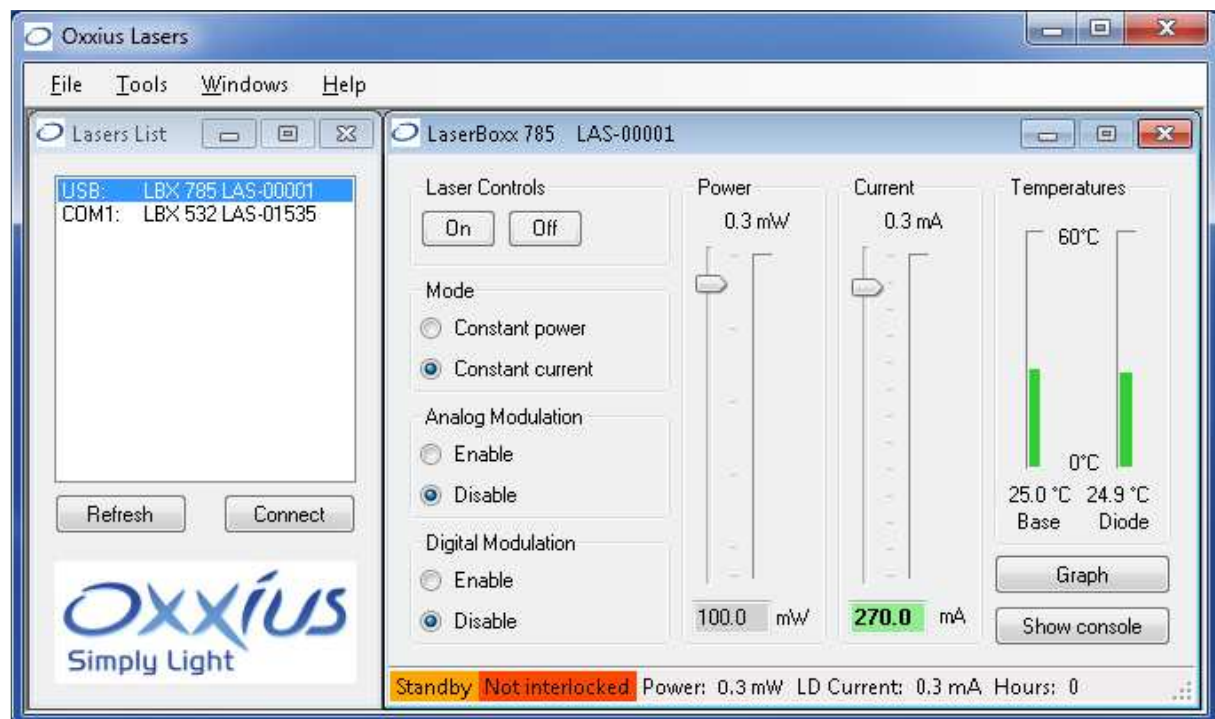 Oxxius Lasers
File Tools Windows Help
Lasers List
USB: LBX 785 LAS-00001
COM1: LBX 532 LAS-01535
Refresh Connect
Oxxíus
Simply Light
LaserBoxx 785 LAS-00001
Laser Controls
On Off
Mode
Constant power
Constant current
Analog Modulation
Enable
Disable
Digital Modulation
Enable
Disable
Power
0.3 mW
100.0 mW
Current
0.3 mA
270.0 mA
Temperatures
60°C
0°C
25.0 °C 24.9 °C
Base Diode
Graph
Show console
Standby Not interlocked Power: 0.3 mW LD Current: 0.3 mA Hours: 0